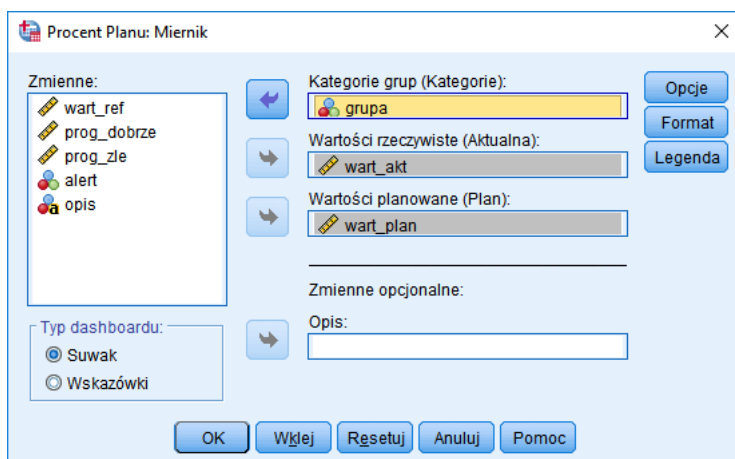 Procent Planu: Miernik
Zmienne:
wart_ref
prog_dobrze
prog_zle
alert
opis
Kategorie grup (Kategorie):
grupa
Wartości rzeczywiste (Aktualna):
wart_akt
Wartości planowane (Plan):
wart_plan
Zmienne opcjonalne:
Opis:
Opcje
Format
Legenda
Typ dashboardu:
Suwak
Wskazówki
OK
Wklej
Resetuj
Anuluj
Pomoc